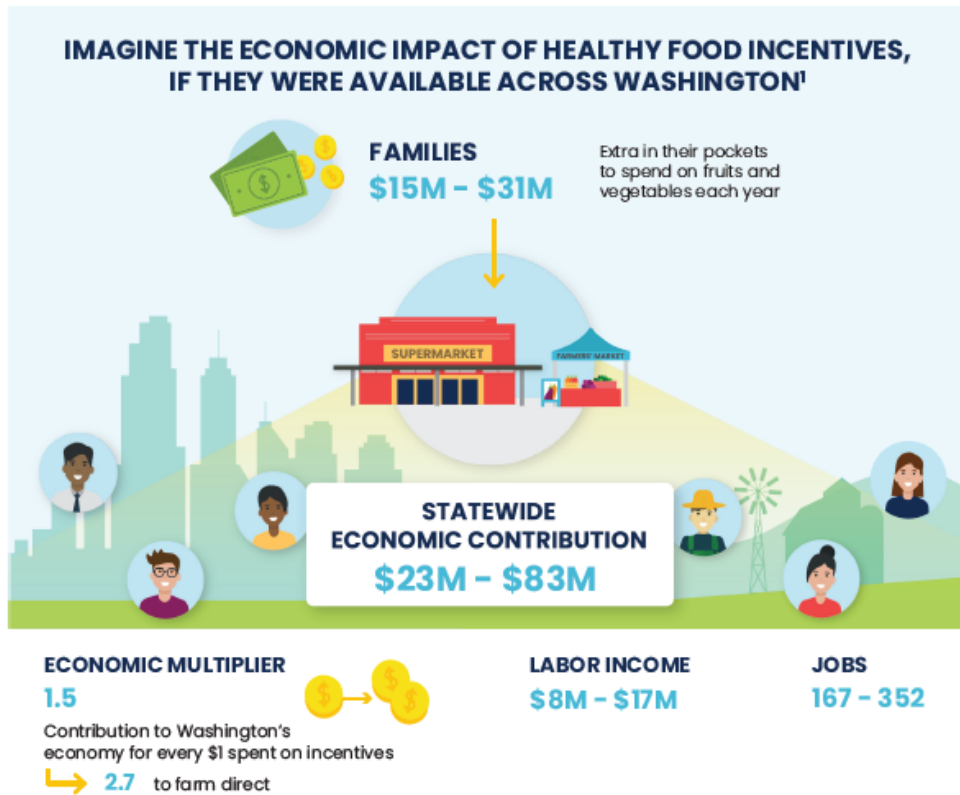 IMAGINE THE ECONOMIC IMPACT OF HEALTHY FOOD INCENTIVES,
IF THEY WERE AVAILABLE ACROSS WASHINGTON¹
FAMILIES
$15M - $31M
Extra in their pockets
to spend on fruits and
vegetables each year
SUPERMARKET
FARMERS' MARKET
STATEWIDE
ECONOMIC CONTRIBUTION
$23M - $83M
ECONOMIC MULTIPLIER
1.5
Contribution to Washington's
economy for every $1 spent on incentives
2.7 to farm direct
LABOR INCOME
$8M - $17M
JOBS
167 - 352